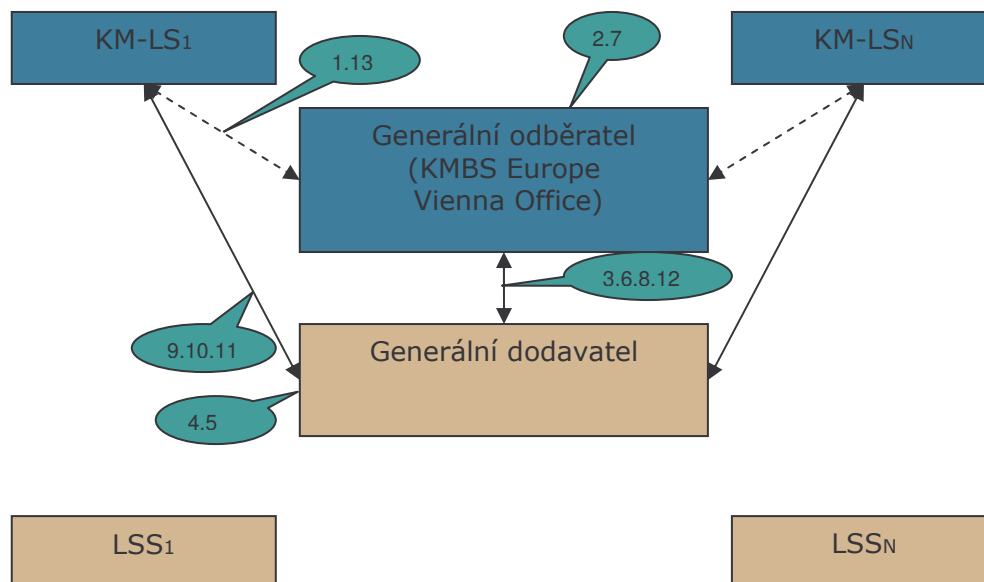 KM-LS1
KM-LSN
1.13
2.7
Generální odběratel
(KMBS Europe
Vienna Office)
3.6.8.12
9.10.11
Generální dodavatel
4.5
LSS1
LSSN